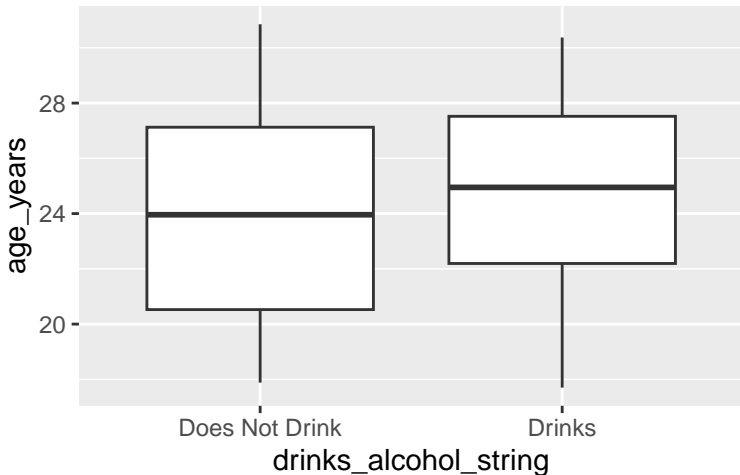 age_years
28
24
20
Does Not Drink Drinks
drinks_alcohol_string